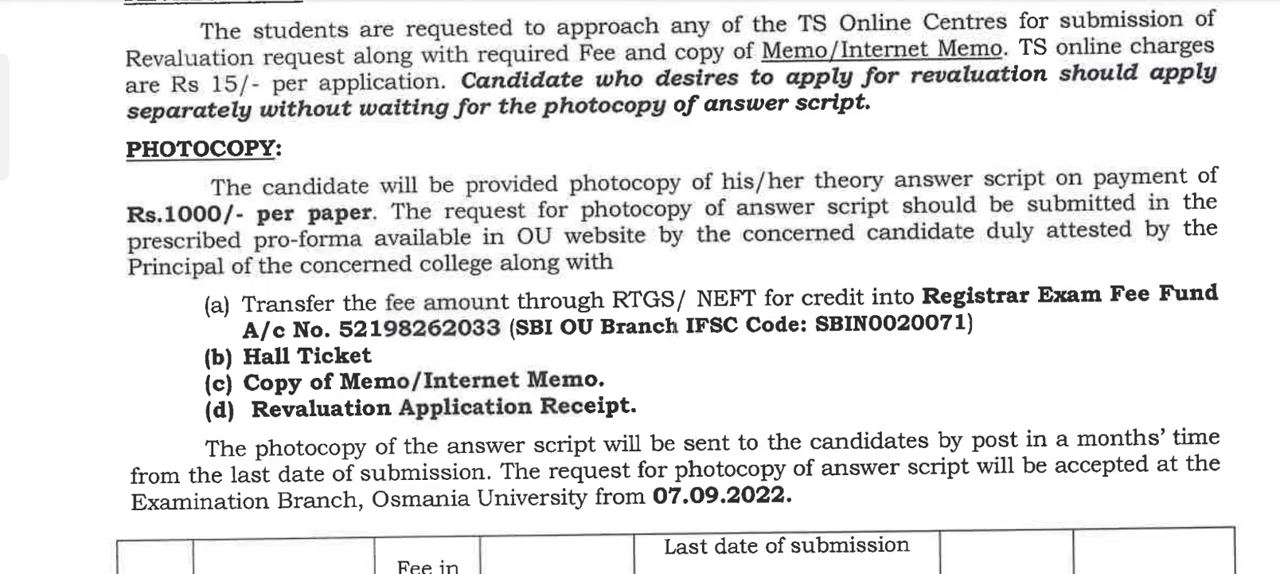 The students are requested to approach any of the TS Online Centres for submission of
Revaluation request along with required Fee and copy of Memo/Internet Memo. TS online charges
are Rs 15/- per application. Candidate who desires to apply for revaluation should apply
separately without waiting for the photocopy of answer script.
PHOTOCOPY:
The candidate will be provided photocopy of his/her theory answer script on payment of
Rs.1000/- per paper. The request for photocopy of answer script should be submitted in the
prescribed pro-forma available in OU website by the concerned candidate duly attested by the
Principal of the concerned college along with
(a) Transfer the fee amount through RTGS/ NEFT for credit into Registrar Exam Fee Fund
A/c No. 52198262033 (SBI OU Branch IFSC Code: SBIN0020071)
(b) Hall Ticket
(c) Copy of Memo/Internet Memo.
(d) Revaluation Application Receipt.
The photocopy of the answer script will be sent to the candidates by post in a months' time
from the last date of submission. The request for photocopy of answer script will be accepted at the
Examination Branch, Osmania University from 07.09.2022.
Last date of submission
Fee in